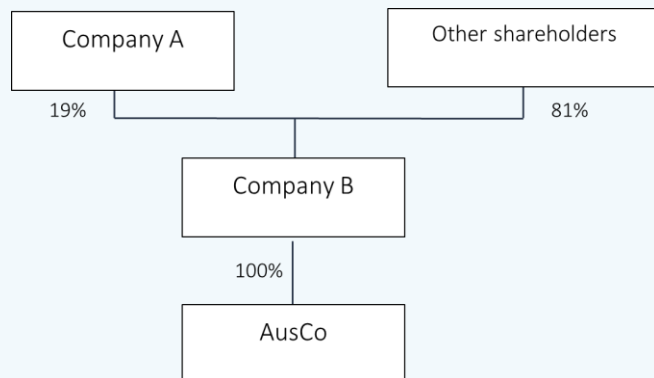 Company A
Other shareholders
19%
81%
Company B
100%
AusCo